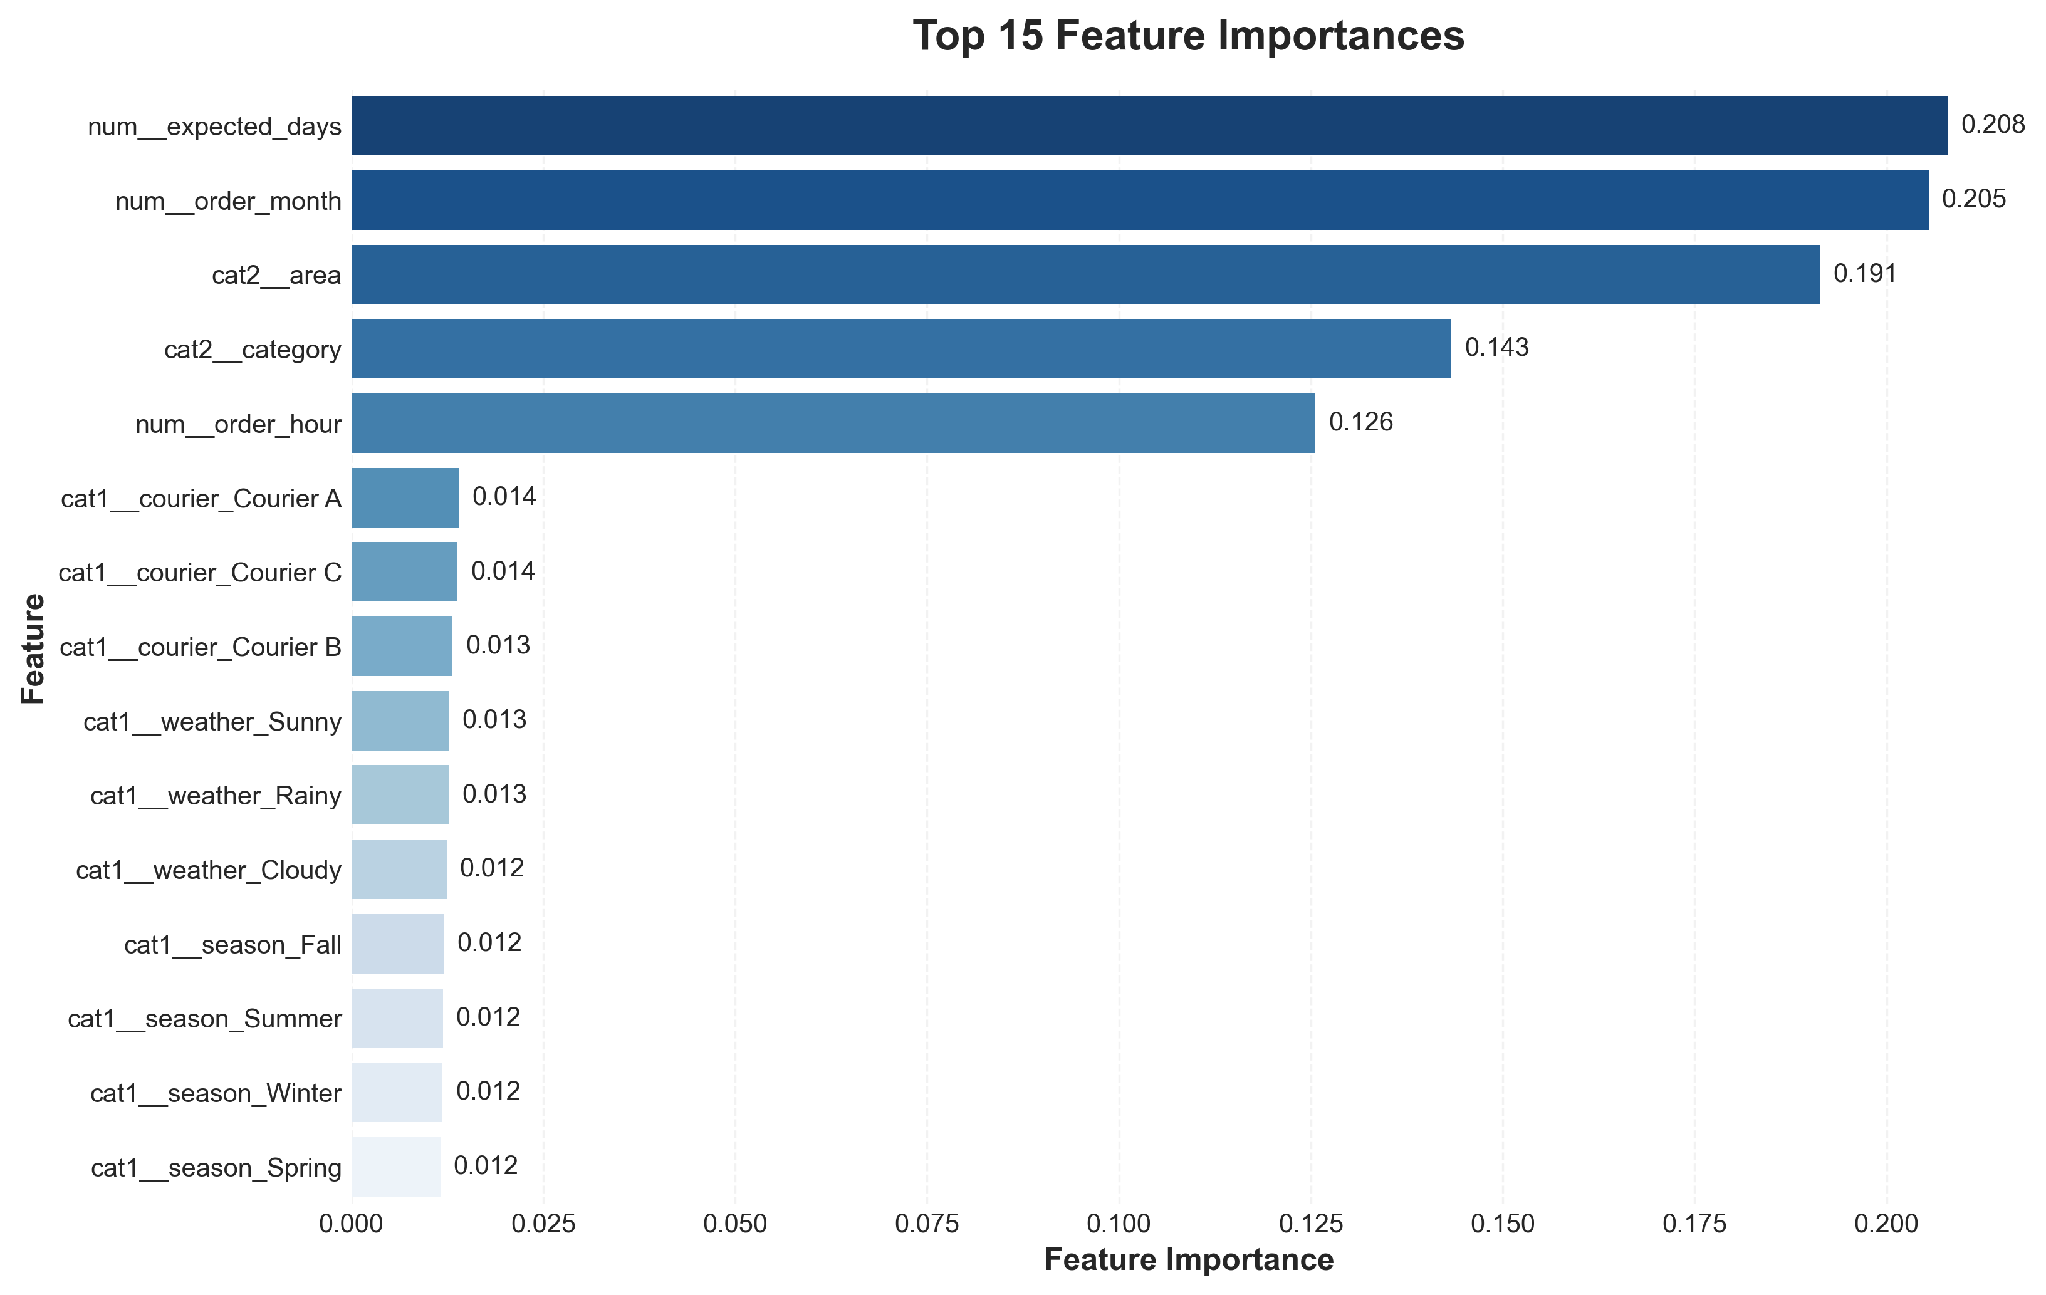 Top 15 Feature Importances
num__expected_days 0.208
num__order_month 0.205
cat2__area 0.191
cat2__category 0.143
num__order_hour 0.126
cat1__courier_Courier A 0.014
cat1__courier_Courier C 0.014
cat1__courier_Courier B 0.013
cat1__weather_Sunny 0.013
cat1__weather_Rainy 0.013
cat1__weather_Cloudy 0.012
cat1__season_Fall 0.012
cat1__season_Summer 0.012
cat1__season_Winter 0.012
cat1__season_Spring 0.012
Feature
0.000 0.025 0.050 0.075 0.100 0.125 0.150 0.175 0.200
Feature Importance